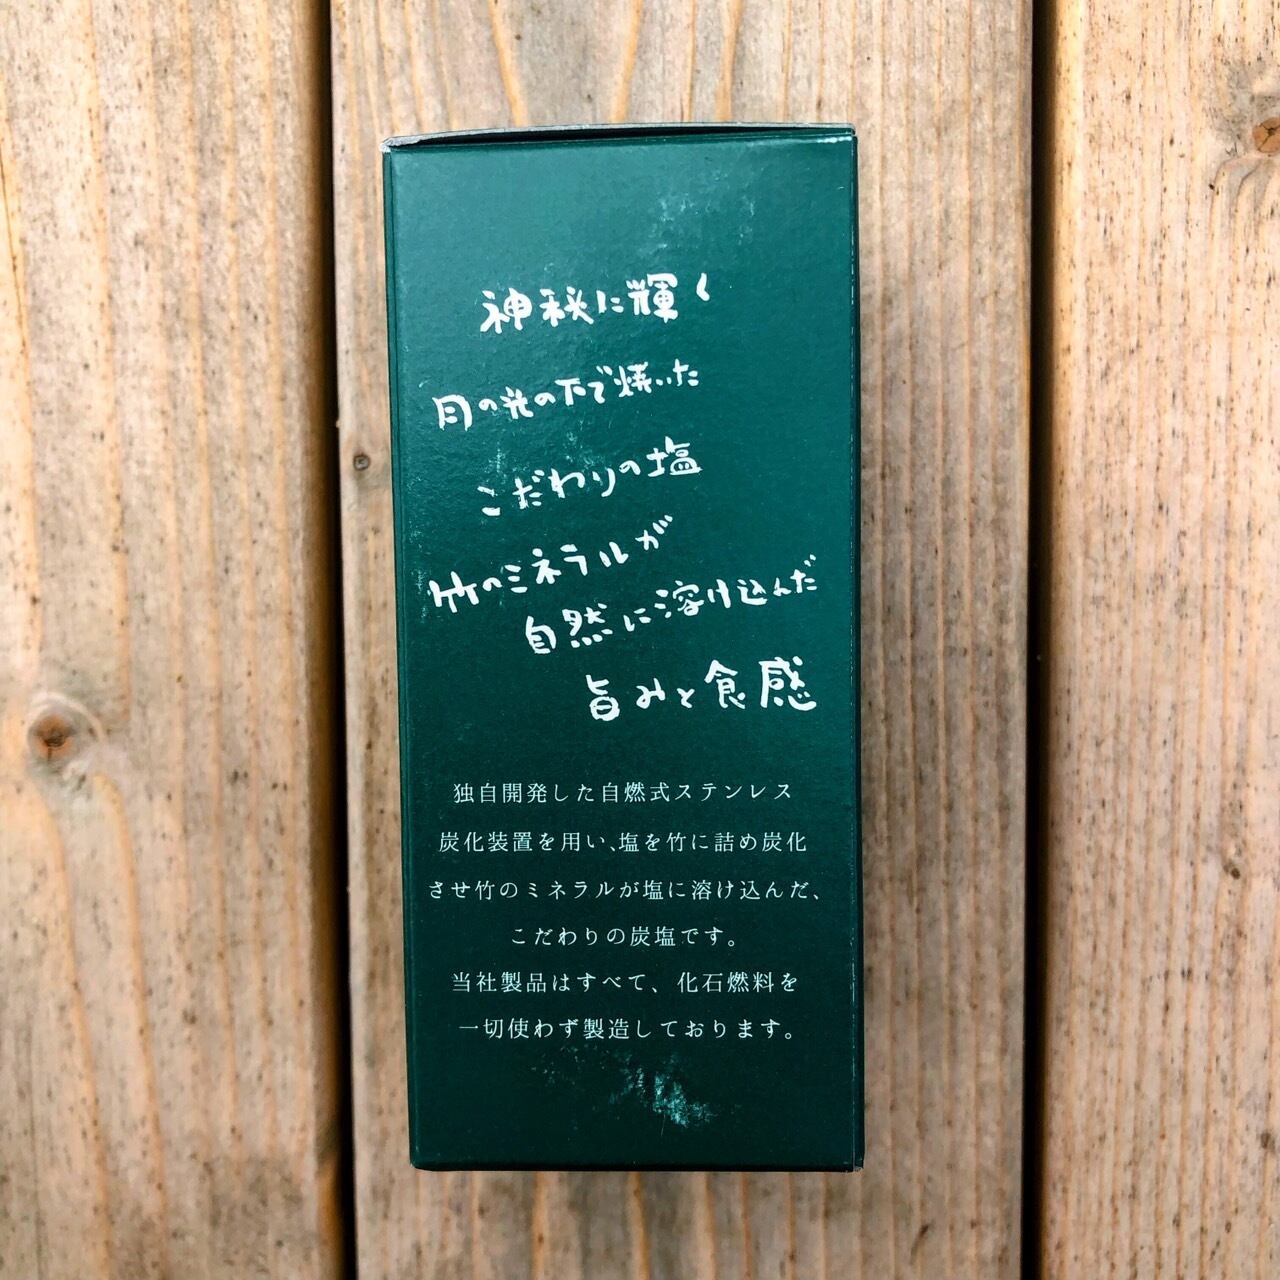 神秘に輝く
月の光の下で焼いた
こだわりの塩
竹のミネラルが
自然に溶け込んだ
旨みと食感
独自開発した自燃式ステンレス
炭化装置を用い、塩を竹に詰め炭化
させ竹のミネラルが塩に溶け込んだ、
こだわりの炭塩です。
当社製品はすべて、化石燃料を
一切使わず製造しております。